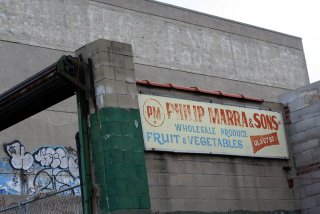 PM PHILIP MARRA & SONS
WHOLESALE PRODUCE
FRUIT & VEGETABLES